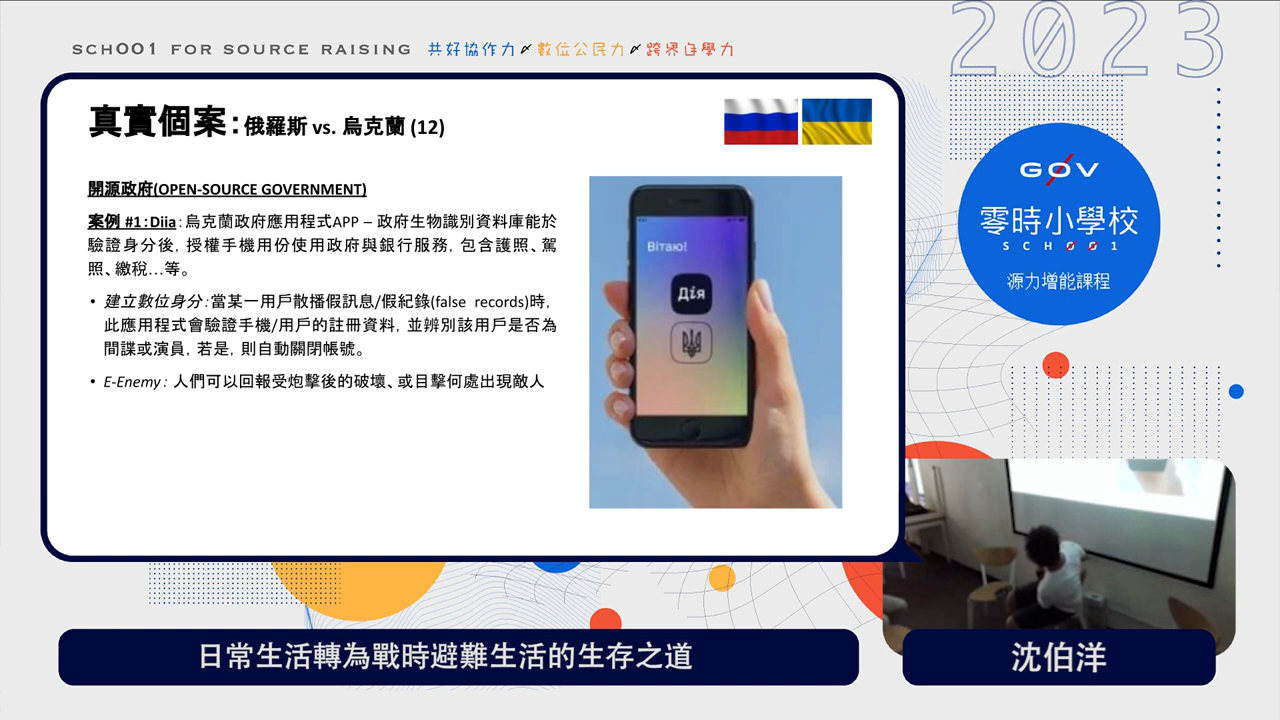 SCHOO1 FOR SOURCE RAISING 共好協作力 數位公民力 跨界自學力
2023
真實個案：俄羅斯 vs. 烏克蘭 (12)
開源政府(OPEN-SOURCE GOVERNMENT)
案例 #1：Diia：烏克蘭政府應用程式APP – 政府生物識別資料庫能於
驗證身分後, 授權手機用份使用政府與銀行服務, 包含護照、駕
照、繳稅…等。
• 建立數位身分：當某一用戶散播假訊息/假紀錄(false records)時,
此應用程式會驗證手機/用戶的註冊資料, 並辨別該用戶是否為
間諜或演員, 若是, 則自動關閉帳號。
• E-Enemy： 人們可以回報受炮擊後的破壞、或目擊何處出現敵人
Вітаю!
Дія
GØV
零時小學校
SCHØØ1
源力增能課程
日常生活轉為戰時避難生活的生存之道
沈伯洋